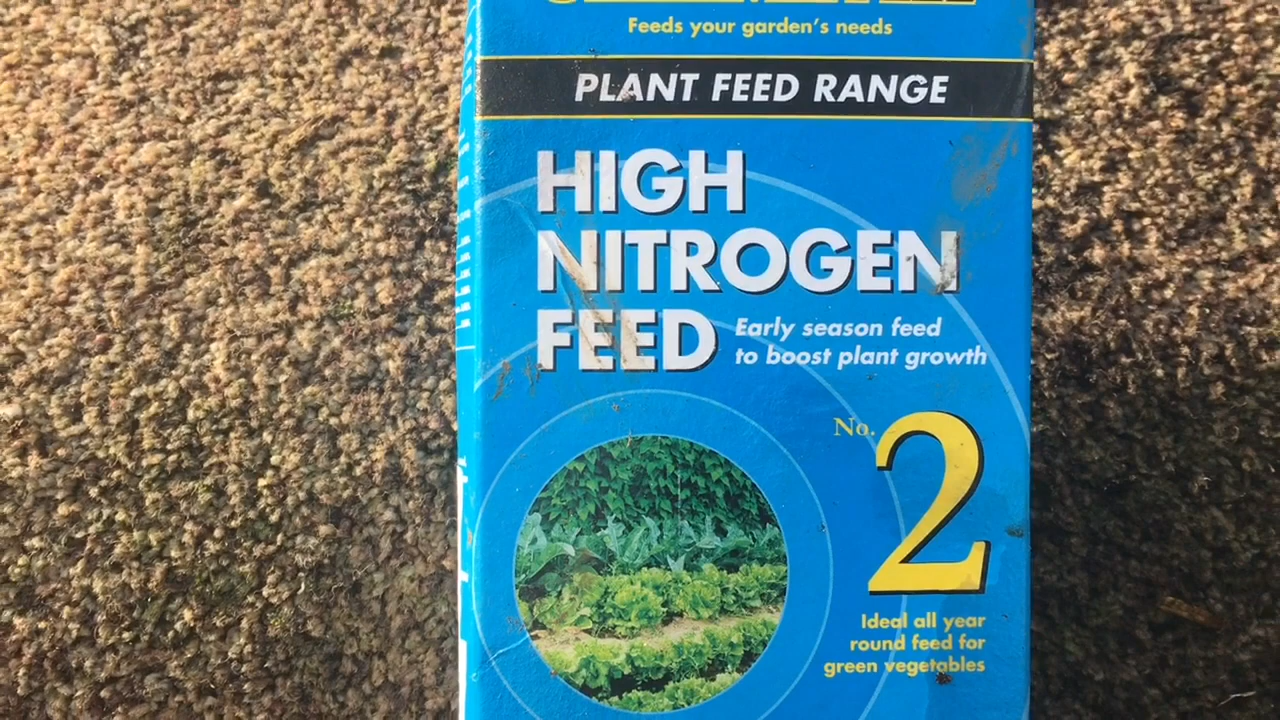 Feeds your garden's needs
PLANT FEED RANGE
HIGH
NITROGEN
FEED
Early season feed
to boost plant growth
No. 2
Ideal all year
round feed for
green vegetables